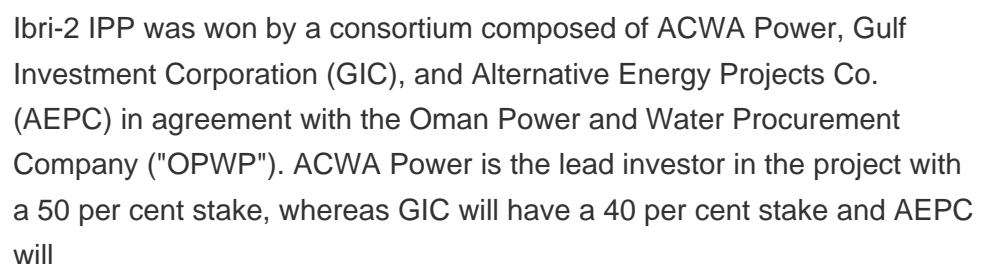 Ibri-2 IPP was won by a consortium composed of ACWA Power, Gulf
Investment Corporation (GIC), and Alternative Energy Projects Co.
(AEPC) in agreement with the Oman Power and Water Procurement
Company ("OPWP"). ACWA Power is the lead investor in the project with
a 50 per cent stake, whereas GIC will have a 40 per cent stake and AEPC
will